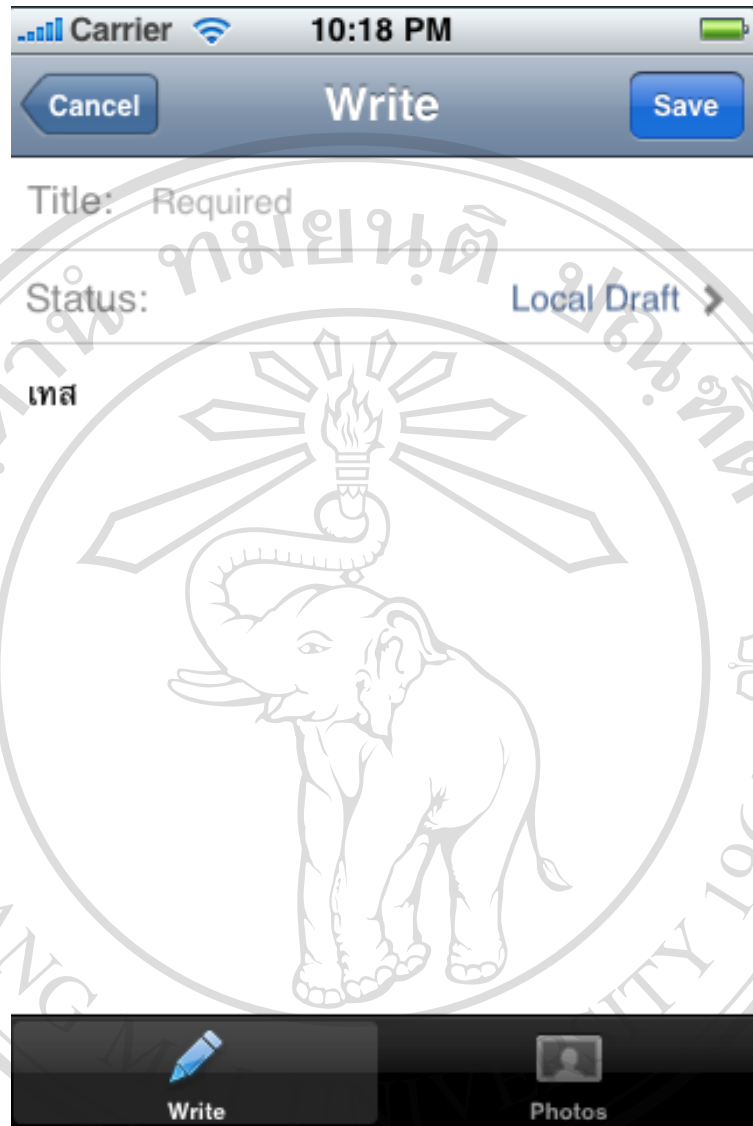 Carrier 10:18 PM
Cancel Write Save
Title: Required
Status: Local Draft
เทส
Write Photos